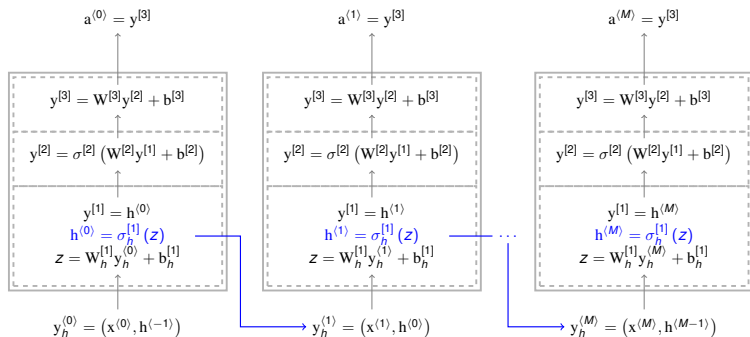 a⟨0⟩ = y[3] a⟨1⟩ = y[3] a⟨M⟩ = y[3]
y[3] = W[3]y[2] + b[3] y[3] = W[3]y[2] + b[3] y[3] = W[3]y[2] + b[3]
y[2] = σ[2] (W[2]y[1] + b[2]) y[2] = σ[2] (W[2]y[1] + b[2]) y[2] = σ[2] (W[2]y[1] + b[2])
y[1] = h⟨0⟩ y[1] = h⟨1⟩ y[1] = h⟨M⟩
h⟨0⟩ = σ_h[1] (z) h⟨1⟩ = σ_h[1] (z) ... h⟨M⟩ = σ_h[1] (z)
z = W_h[1] y_h⟨0⟩ + b_h[1] z = W_h[1] y_h⟨1⟩ + b_h[1] z = W_h[1] y_h⟨M⟩ + b_h[1]
y_h⟨0⟩ = (x⟨0⟩, h⟨−1⟩) y_h⟨1⟩ = (x⟨1⟩, h⟨0⟩) y_h⟨M⟩ = (x⟨M⟩, h⟨M−1⟩)